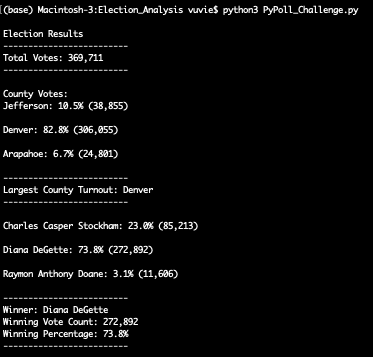 (base) Macintosh-3:Election_Analysis vuvie$ python3 PyPoll_Challenge.py
Election Results
-------------------------
Total Votes: 369,711
-------------------------
County Votes:
Jefferson: 10.5% (38,855)
Denver: 82.8% (306,055)
Arapahoe: 6.7% (24,801)
-------------------------
Largest County Turnout: Denver
-------------------------
Charles Casper Stockham: 23.0% (85,213)
Diana DeGette: 73.8% (272,892)
Raymon Anthony Doane: 3.1% (11,606)
-------------------------
Winner: Diana DeGette
Winning Vote Count: 272,892
Winning Percentage: 73.8%
-------------------------